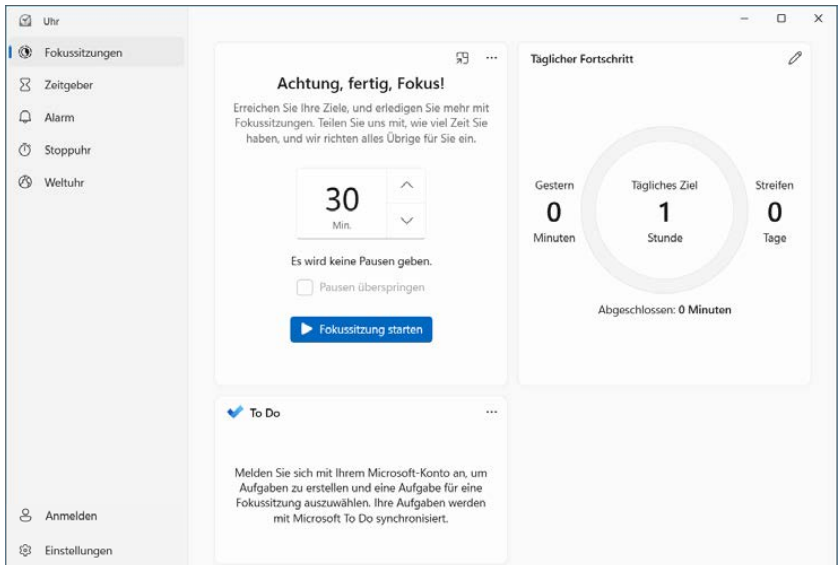 Uhr
Fokussitzungen
Zeitgeber
Alarm
Stoppuhr
Weltuhr
Anmelden
Einstellungen
Achtung, fertig, Fokus!
Erreichen Sie Ihre Ziele, und erledigen Sie mehr mit
Fokussitzungen. Teilen Sie uns mit, wie viel Zeit Sie
haben, und wir richten alles Übrige für Sie ein.
30
Min.
Es wird keine Pausen geben.
Pausen überspringen
Fokussitzung starten
Täglicher Fortschritt
Gestern
0
Minuten
Tägliches Ziel
1
Stunde
Streifen
0
Tage
Abgeschlossen: 0 Minuten
To Do
Melden Sie sich mit Ihrem Microsoft-Konto an, um
Aufgaben zu erstellen und eine Aufgabe für eine
Fokussitzung auszuwählen. Ihre Aufgaben werden
mit Microsoft To Do synchronisiert.